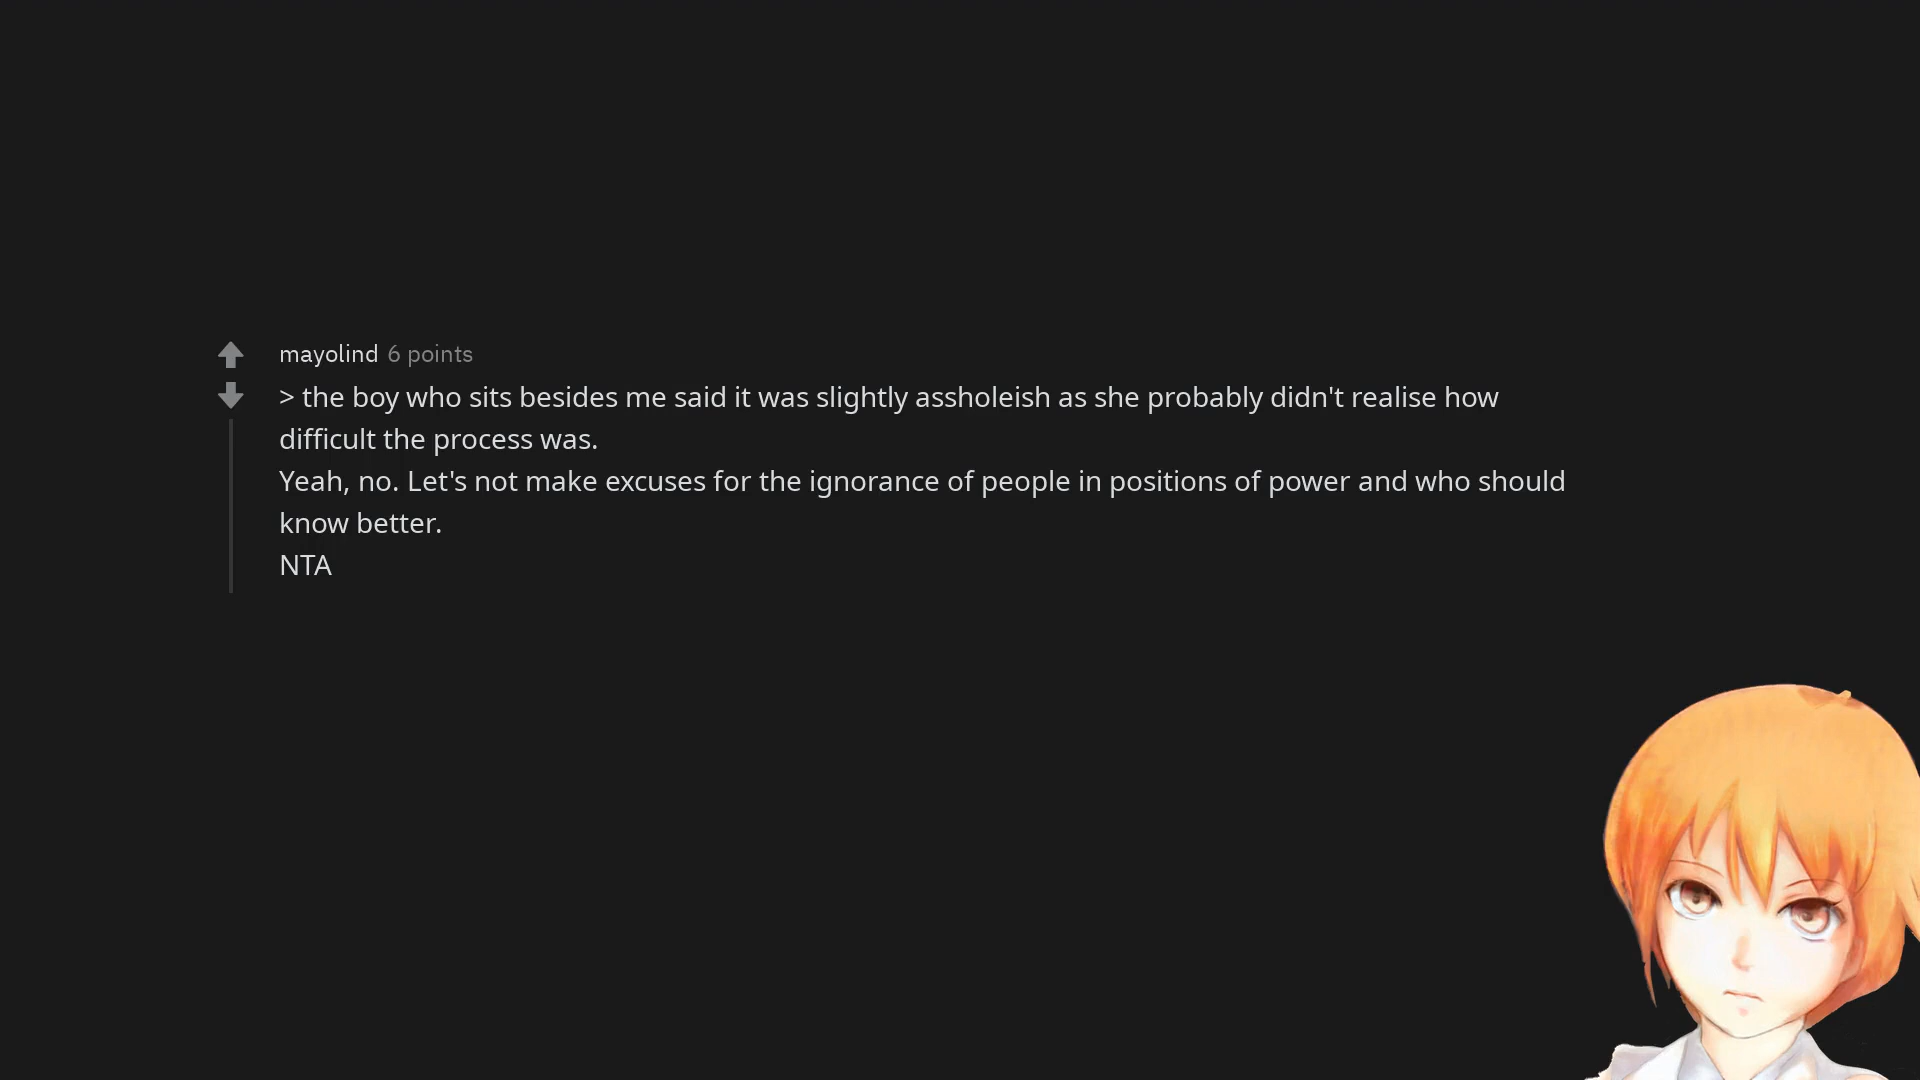 mayolind 6 points
> the boy who sits besides me said it was slightly assholeish as she probably didn't realise how
difficult the process was.
Yeah, no. Let's not make excuses for the ignorance of people in positions of power and who should
know better.
NTA